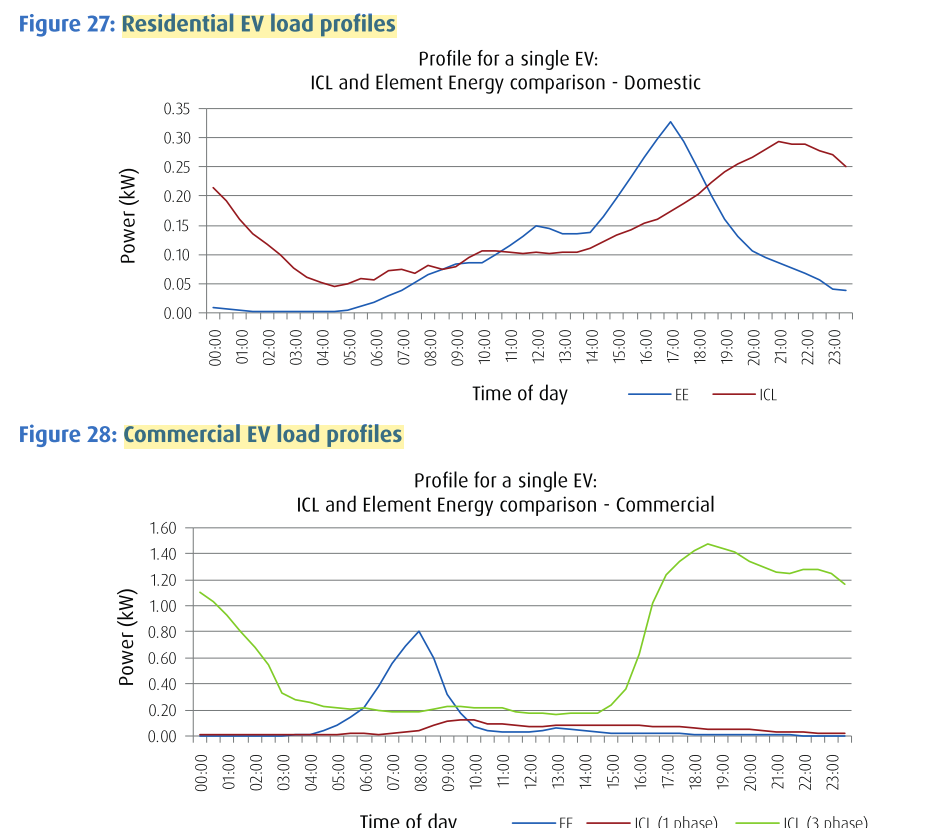 Figure 27: Residential EV load profiles
Profile for a single EV:
ICL and Element Energy comparison - Domestic
0.35
0.30
0.25
0.20
0.15
0.10
0.05
0.00
Power (kW)
00:00 01:00 02:00 03:00 04:00 05:00 06:00 07:00 08:00 09:00 10:00 11:00 12:00 13:00 14:00 15:00 16:00 17:00 18:00 19:00 20:00 21:00 22:00 23:00
Time of day EE ICL
Figure 28: Commercial EV load profiles
Profile for a single EV:
ICL and Element Energy comparison - Commercial
1.60
1.40
1.20
1.00
0.80
0.60
0.40
0.20
0.00
Power (kW)
00:00 01:00 02:00 03:00 04:00 05:00 06:00 07:00 08:00 09:00 10:00 11:00 12:00 13:00 14:00 15:00 16:00 17:00 18:00 19:00 20:00 21:00 22:00 23:00
Time of day EE ICL (1 phase) ICL (3 phase)